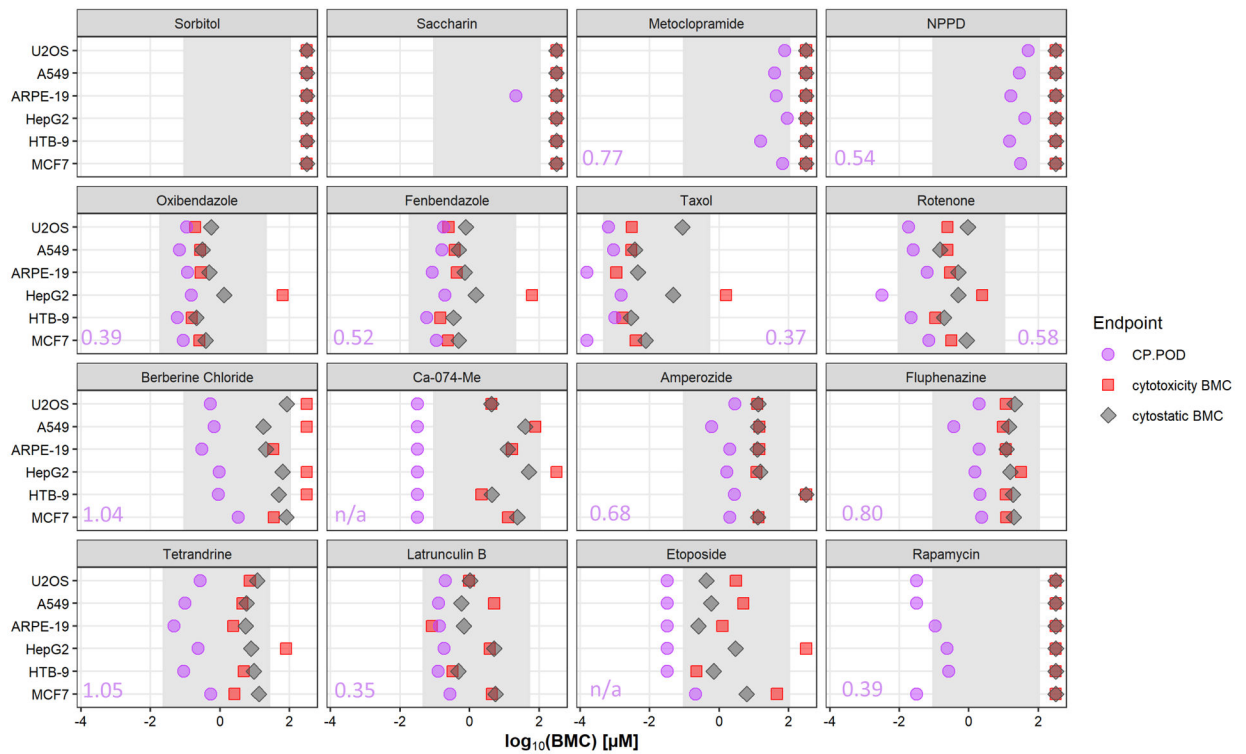 Sorbitol Saccharin Metoclopramide NPPD
U2OS
A549
ARPE-19
HepG2
HTB-9
MCF7 0.77 0.54
Oxibendazole Fenbendazole Taxol Rotenone
U2OS
A549
ARPE-19
HepG2
HTB-9
MCF7 0.39 0.52 0.37 0.58
Berberine Chloride Ca-074-Me Amperozide Fluphenazine
U2OS
A549
ARPE-19
HepG2
HTB-9
MCF7 1.04 n/a 0.68 0.80
Tetrandrine Latrunculin B Etoposide Rapamycin
U2OS
A549
ARPE-19
HepG2
HTB-9
MCF7 1.05 0.35 n/a 0.39
-4 -2 0 2 -4 -2 0 2 -4 -2 0 2 -4 -2 0 2
log10(BMC) [µM]
Endpoint
CP.POD
cytotoxicity BMC
cytostatic BMC